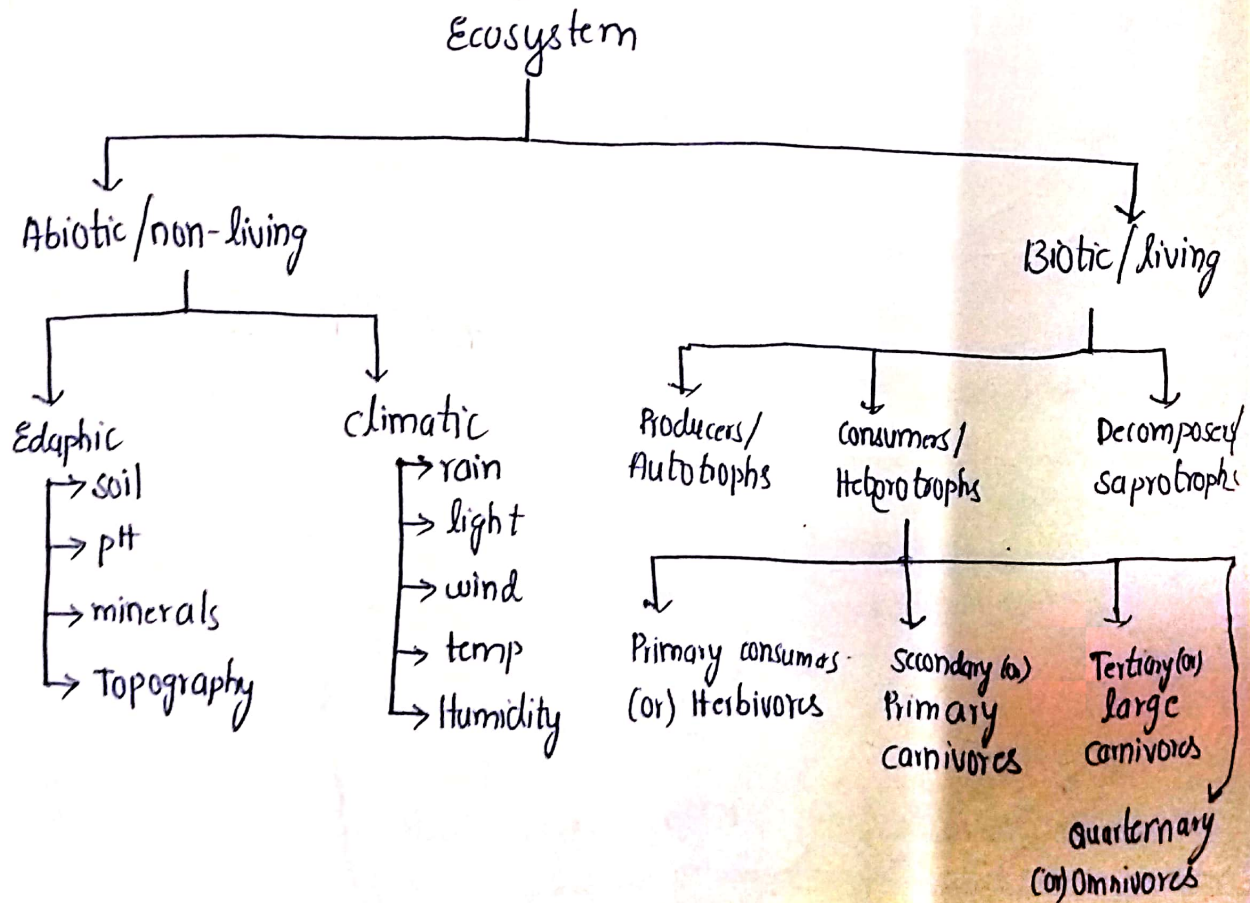 Ecosystem
Abiotic/non-living
Biotic/living
Edaphic
soil
pH
minerals
Topography
climatic
rain
light
wind
temp
Humidity
Producers/
Autotrophs
consumers/
Heterotrophs
Decomposers/
saprotrophs
Primary consumers
(or) Herbivores
Secondary (or)
Primary
carnivores
Tertiary (or)
large
carnivores
Quarternary
(or) Omnivores